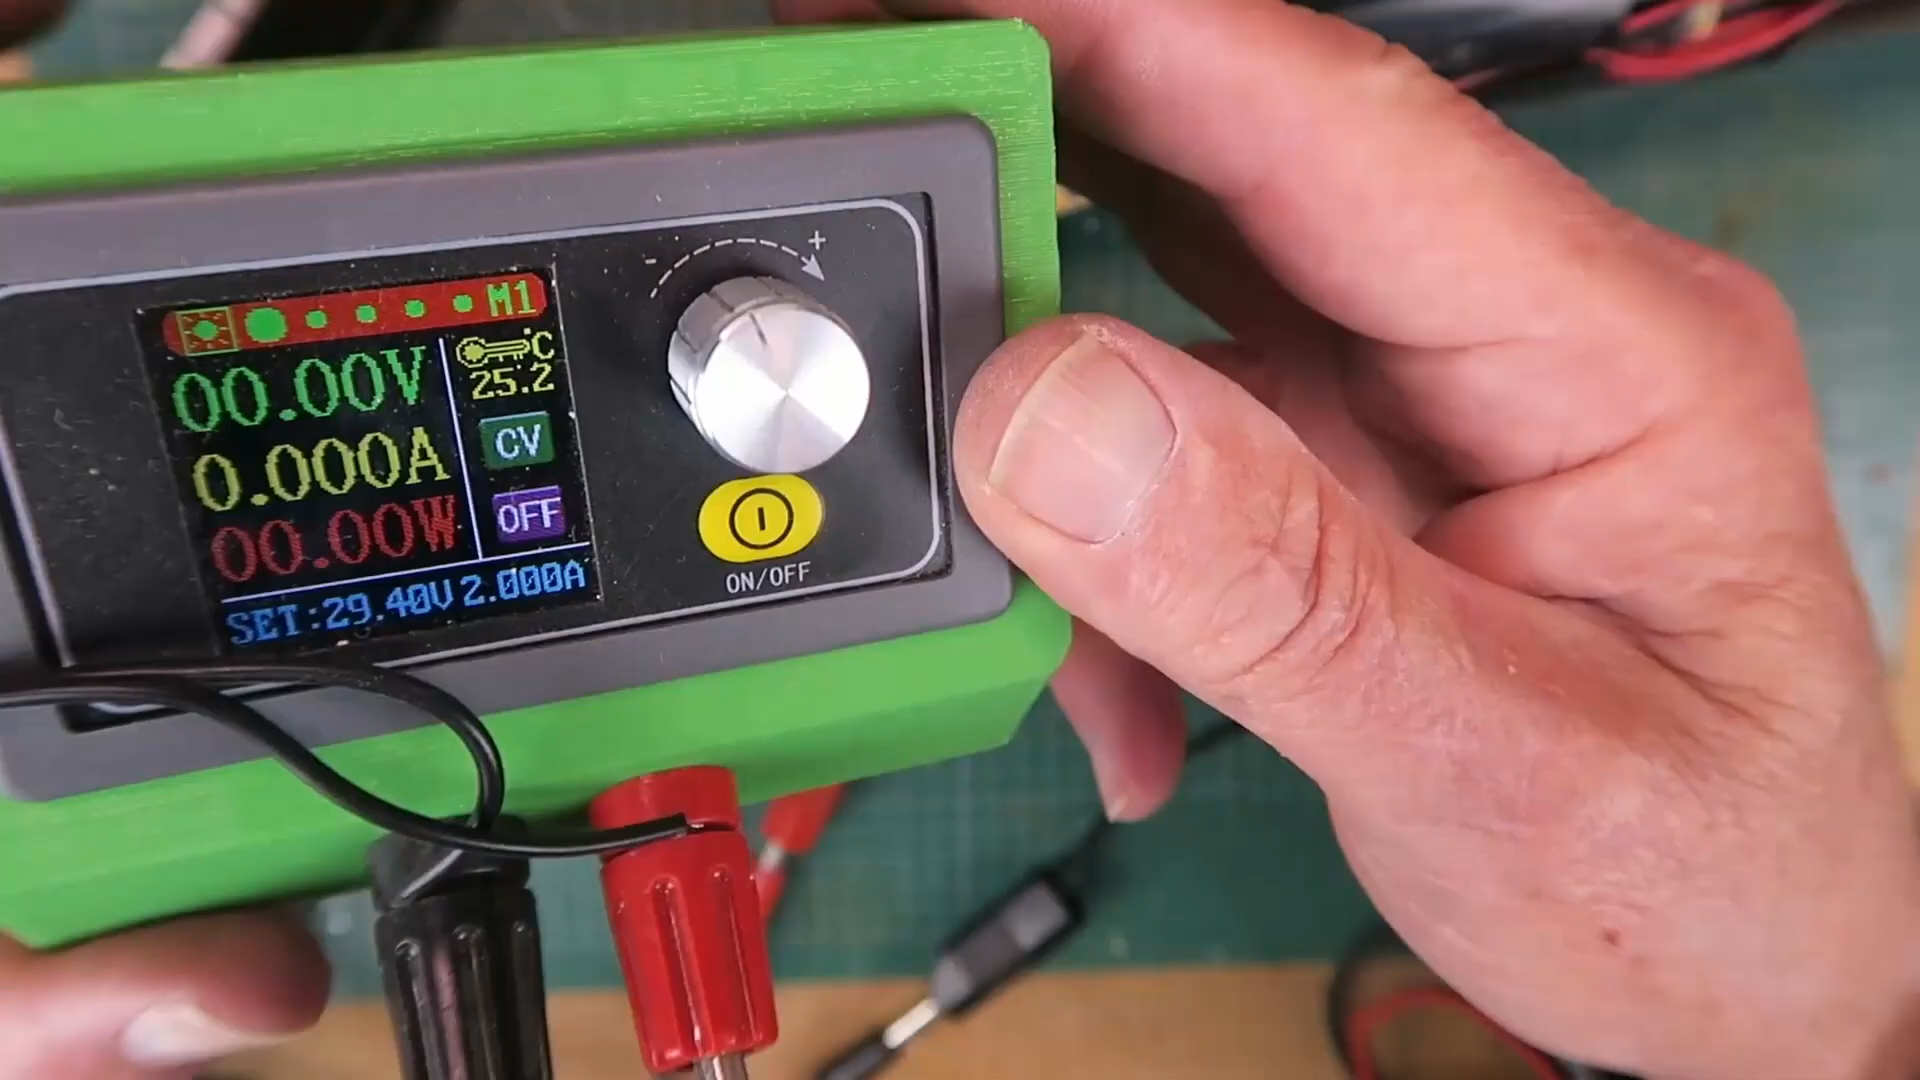 M1
00.00V
°C
25.2
0.000A
CV
00.00W
OFF
SET:29.40V 2.000A
- +
ON/OFF